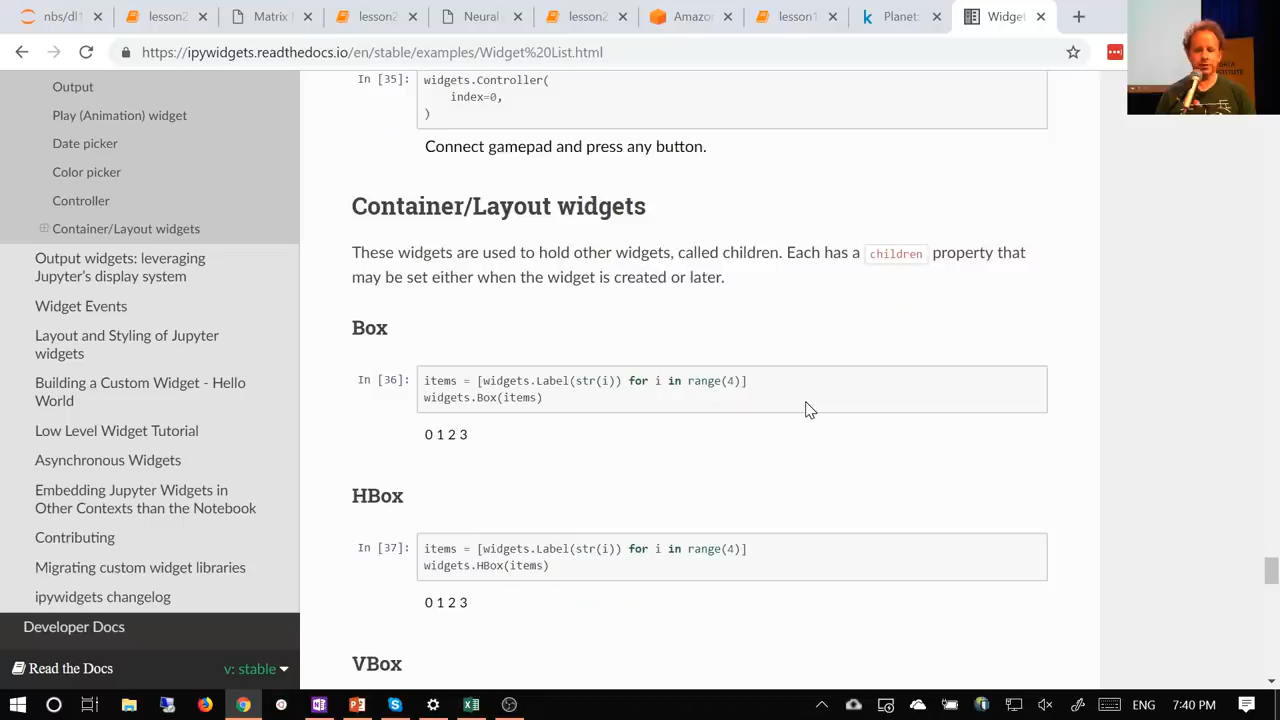 nbs/dl1
lesson2
Matrix
lesson2
Neural
lesson2
Amazo
lesson1
Planet:
Widge
https://ipywidgets.readthedocs.io/en/stable/examples/Widget%20List.html
Output
Play (Animation) widget
Date picker
Color picker
Controller
Container/Layout widgets
Output widgets: leveraging
Jupyter's display system
Widget Events
Layout and Styling of Jupyter
widgets
Building a Custom Widget - Hello
World
Low Level Widget Tutorial
Asynchronous Widgets
Embedding Jupyter Widgets in
Other Contexts than the Notebook
Contributing
Migrating custom widget libraries
ipywidgets changelog
Developer Docs
Read the Docs
v: stable
In [35]:
widgets.Controller(
index=0,
)
Connect gamepad and press any button.
Container/Layout widgets
These widgets are used to hold other widgets, called children. Each has a children property that
may be set either when the widget is created or later.
Box
In [36]:
items = [widgets.Label(str(i)) for i in range(4)]
widgets.Box(items)
0 1 2 3
HBox
In [37]:
items = [widgets.Label(str(i)) for i in range(4)]
widgets.HBox(items)
0 1 2 3
VBox
ENG
7:40 PM